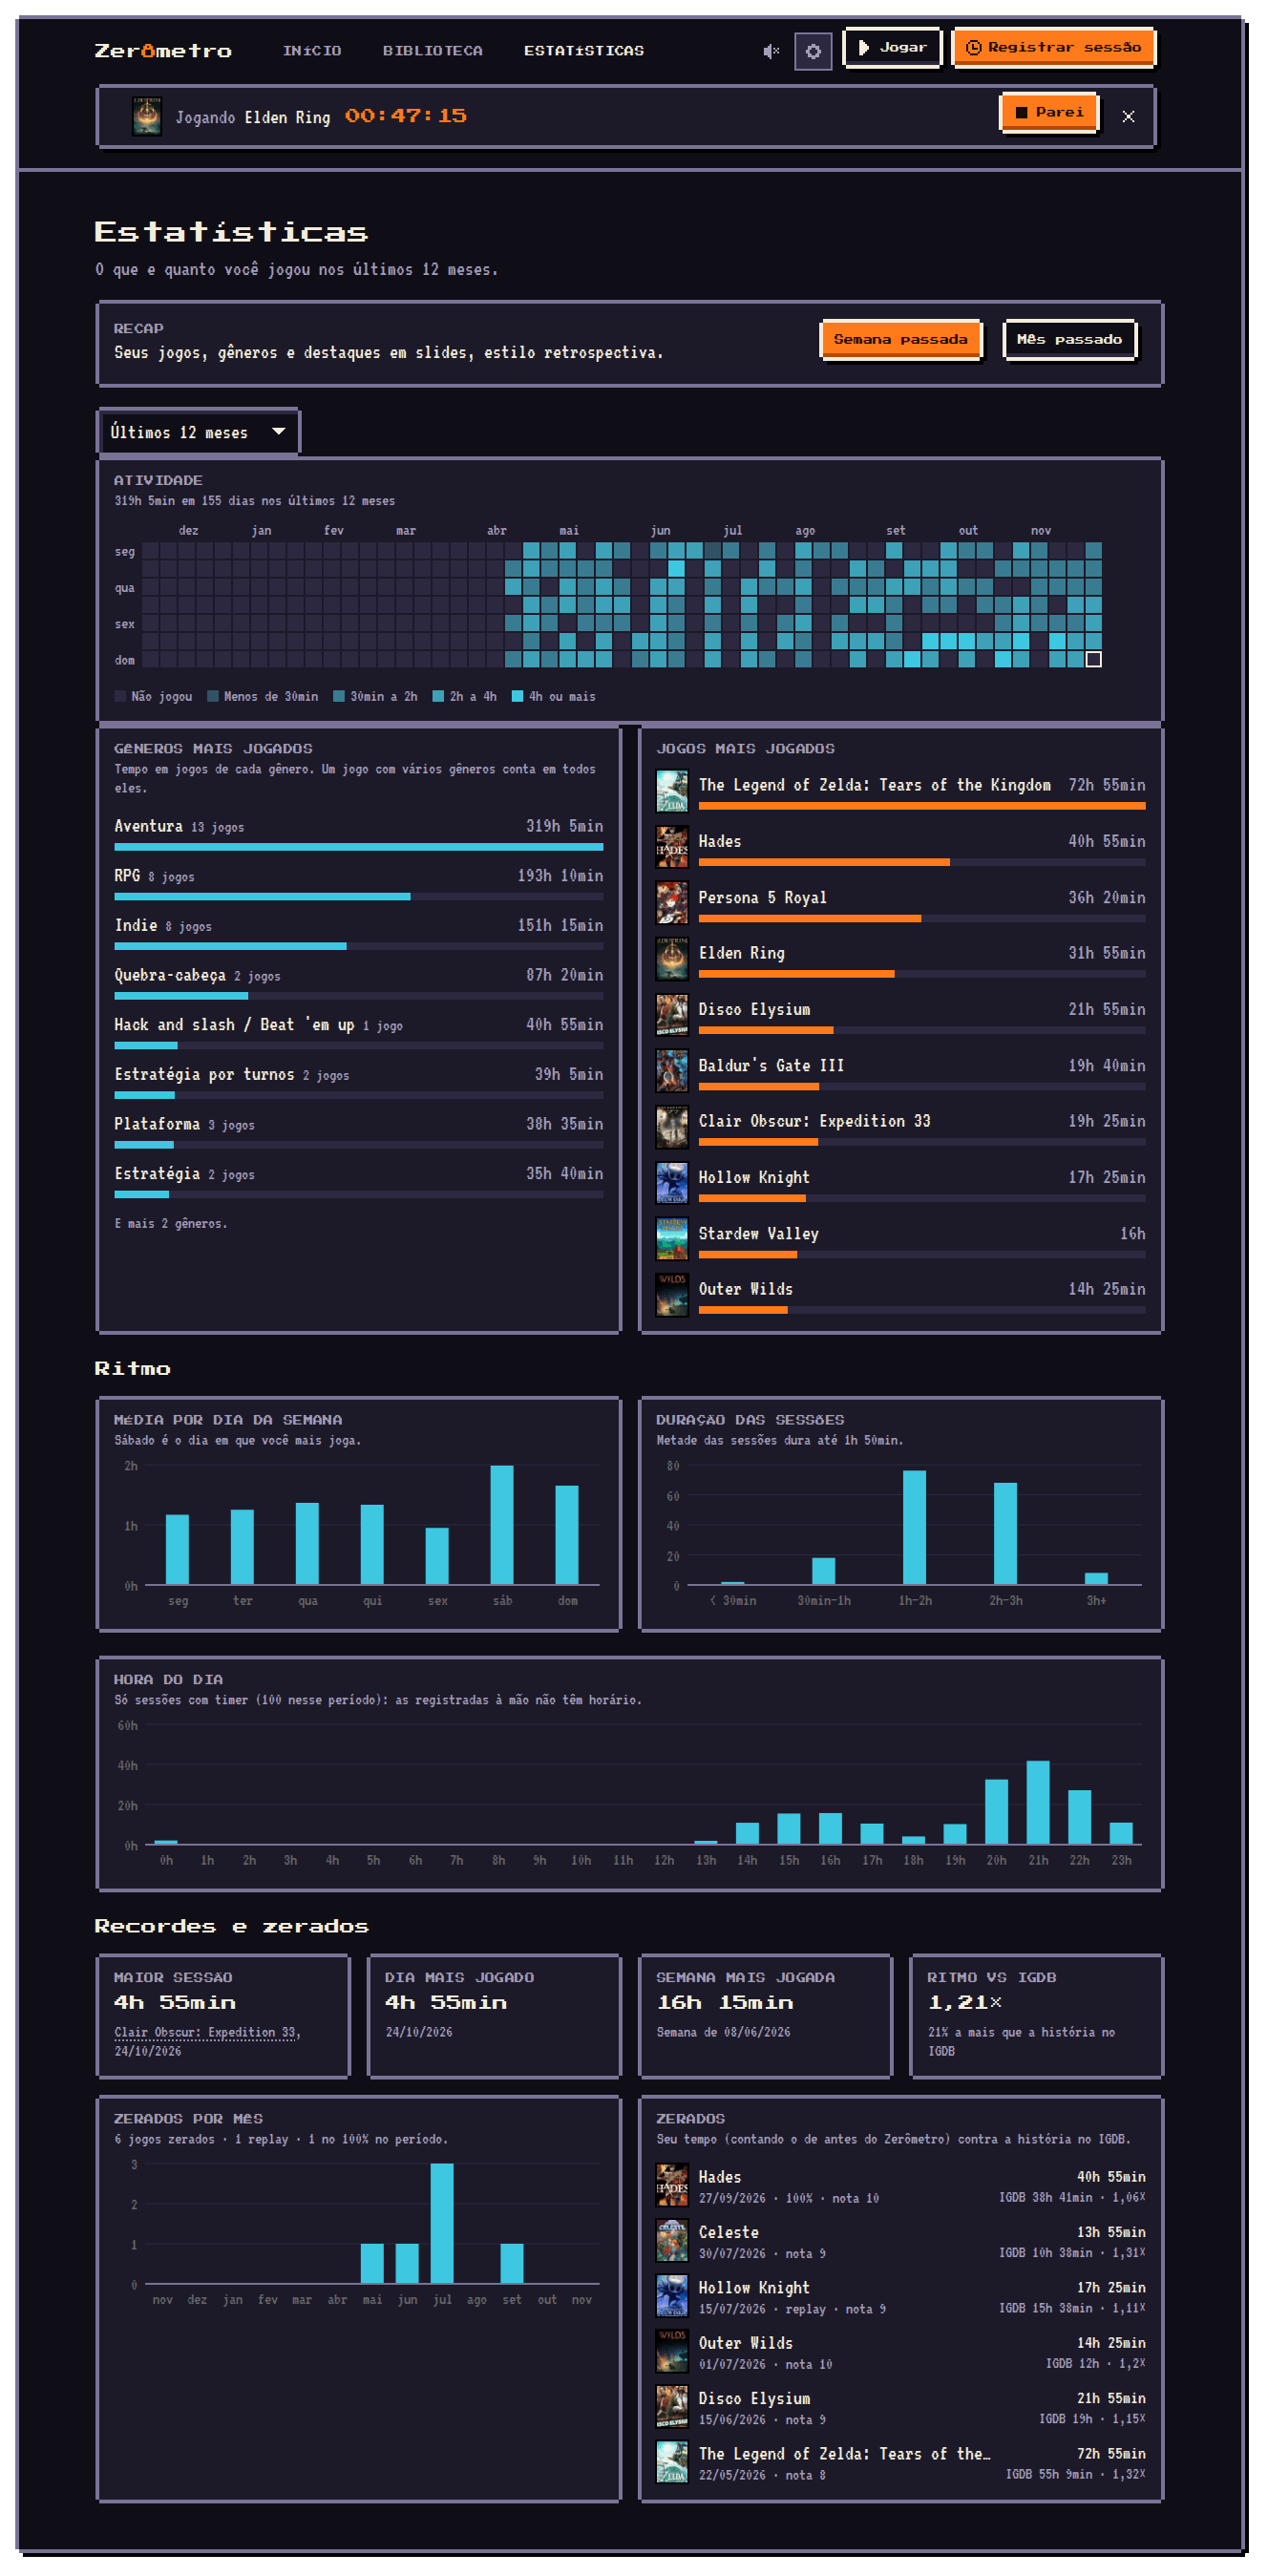 Zerômetro
INÍCIO
BIBLIOTECA
ESTATÍSTICAS
Jogar
Registrar sessão
Jogando Elden Ring 00:47:15
Parei
Estatísticas
O que e quanto você jogou nos últimos 12 meses.
RECAP
Seus jogos, gêneros e destaques em slides, estilo retrospectiva.
Semana passada
Mês passado
Últimos 12 meses
ATIVIDADE
319h 5min em 155 dias nos últimos 12 meses
dez jan fev mar abr mai jun jul ago set out nov
seg
qua
sex
dom
Não jogou Menos de 30min 30min a 2h 2h a 4h 4h ou mais
GÊNEROS MAIS JOGADOS
Tempo em jogos de cada gênero. Um jogo com vários gêneros conta em todos
eles.
Aventura 13 jogos 319h 5min
RPG 8 jogos 193h 10min
Indie 8 jogos 151h 15min
Quebra-cabeça 2 jogos 87h 20min
Hack and slash / Beat 'em up 1 jogo 40h 55min
Estratégia por turnos 2 jogos 39h 5min
Plataforma 3 jogos 38h 35min
Estratégia 2 jogos 35h 40min
E mais 2 gêneros.
JOGOS MAIS JOGADOS
The Legend of Zelda: Tears of the Kingdom 72h 55min
Hades 40h 55min
Persona 5 Royal 36h 20min
Elden Ring 31h 55min
Disco Elysium 21h 55min
Baldur's Gate III 19h 40min
Clair Obscur: Expedition 33 19h 25min
Hollow Knight 17h 25min
Stardew Valley 16h
Outer Wilds 14h 25min
Ritmo
MÉDIA POR DIA DA SEMANA
Sábado é o dia em que você mais joga.
2h
1h
0h
seg ter qua qui sex sáb dom
DURAÇÃO DAS SESSÕES
Metade das sessões dura até 1h 50min.
80
60
40
20
0
< 30min 30min–1h 1h–2h 2h–3h 3h+
HORA DO DIA
Só sessões com timer (100 nesse período): as registradas à mão não têm horário.
60h
40h
20h
0h
0h 1h 2h 3h 4h 5h 6h 7h 8h 9h 10h 11h 12h 13h 14h 15h 16h 17h 18h 19h 20h 21h 22h 23h
Recordes e zerados
MAIOR SESSÃO
4h 55min
Clair Obscur: Expedition 33,
24/10/2026
DIA MAIS JOGADO
4h 55min
24/10/2026
SEMANA MAIS JOGADA
16h 15min
Semana de 08/06/2026
RITMO VS IGDB
1,21×
21% a mais que a história no
IGDB
ZERADOS POR MÊS
6 jogos zerados · 1 replay · 1 no 100% no período.
3
2
1
0
nov dez jan fev mar abr mai jun jul ago set out nov
ZERADOS
Seu tempo (contando o de antes do Zerômetro) contra a história no IGDB.
Hades 40h 55min
27/09/2026 · 100% · nota 10 IGDB 38h 41min · 1,06×
Celeste 13h 55min
30/07/2026 · nota 9 IGDB 10h 38min · 1,31×
Hollow Knight 17h 25min
15/07/2026 · replay · nota 9 IGDB 15h 38min · 1,11×
Outer Wilds 14h 25min
01/07/2026 · nota 10 IGDB 12h · 1,2×
Disco Elysium 21h 55min
15/06/2026 · nota 9 IGDB 19h · 1,15×
The Legend of Zelda: Tears of the… 72h 55min
22/05/2026 · nota 8 IGDB 55h 9min · 1,32×